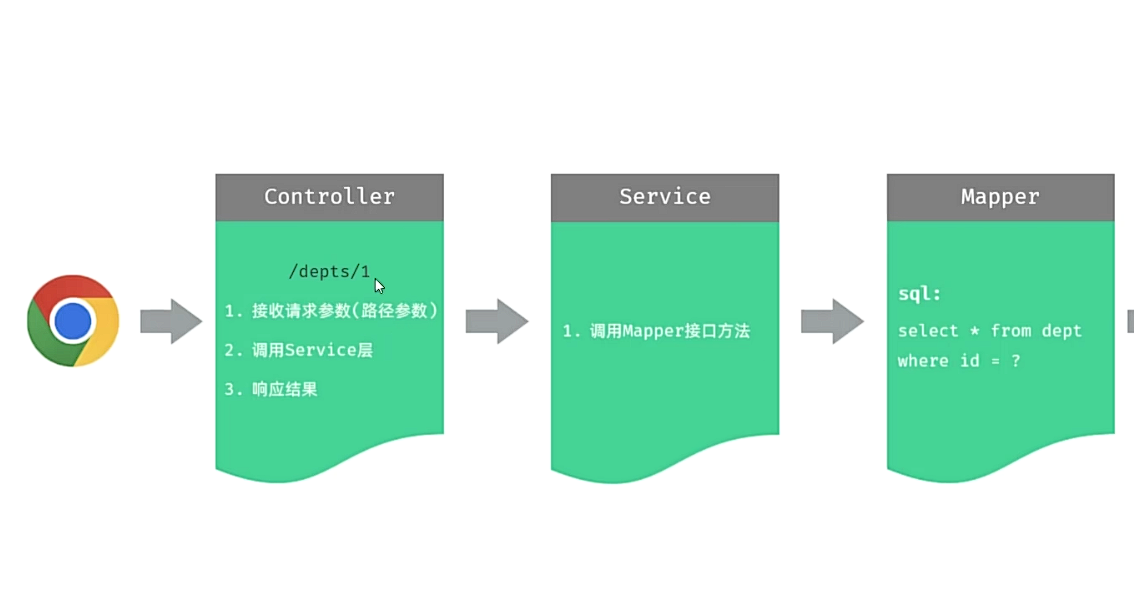 Controller
/depts/1
1. 接收请求参数(路径参数)
2. 调用Service层
3. 响应结果
Service
1. 调用Mapper接口方法
Mapper
sql:
select * from dept
where id = ?